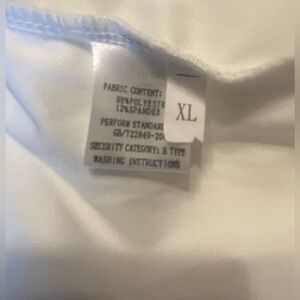 FABRIC CONTENT:
88%POLYESTE
12%SPANDEX
PERFORM STANDAR
GB/T22849-20
SECURITY CATEGORY: B TYPE
WASHING INSTRUCTIONS
XL